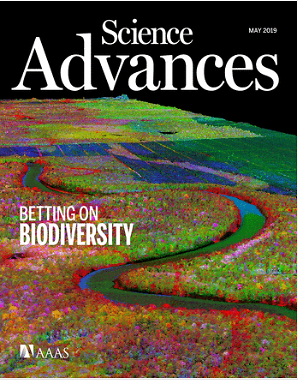 Science
MAY 2019
Advances
BETTING ON
BIODIVERSITY
AAAS